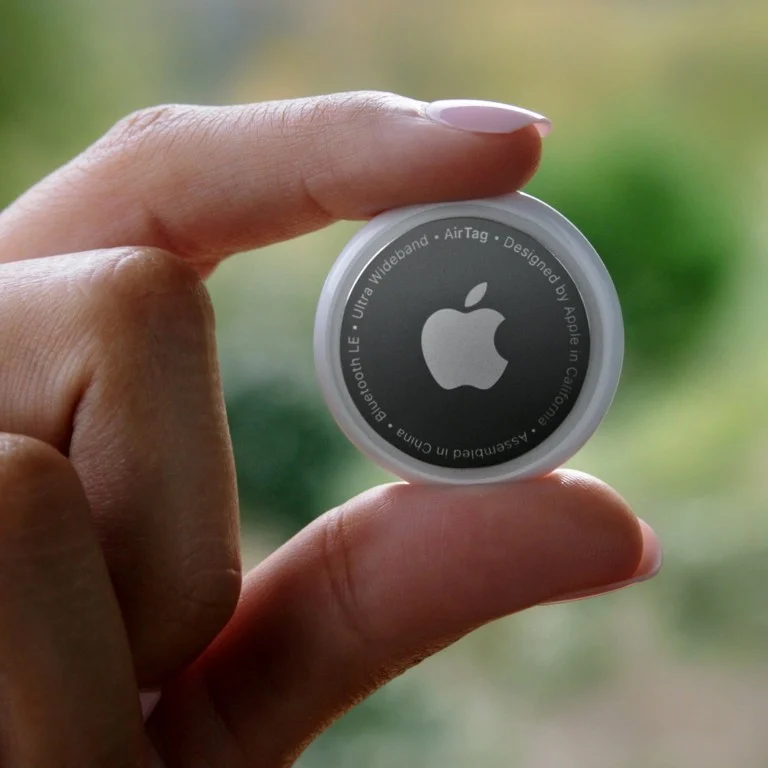 Ultra Wideband • AirTag • Designed by Apple in California • Assembled in China • Bluetooth LE •